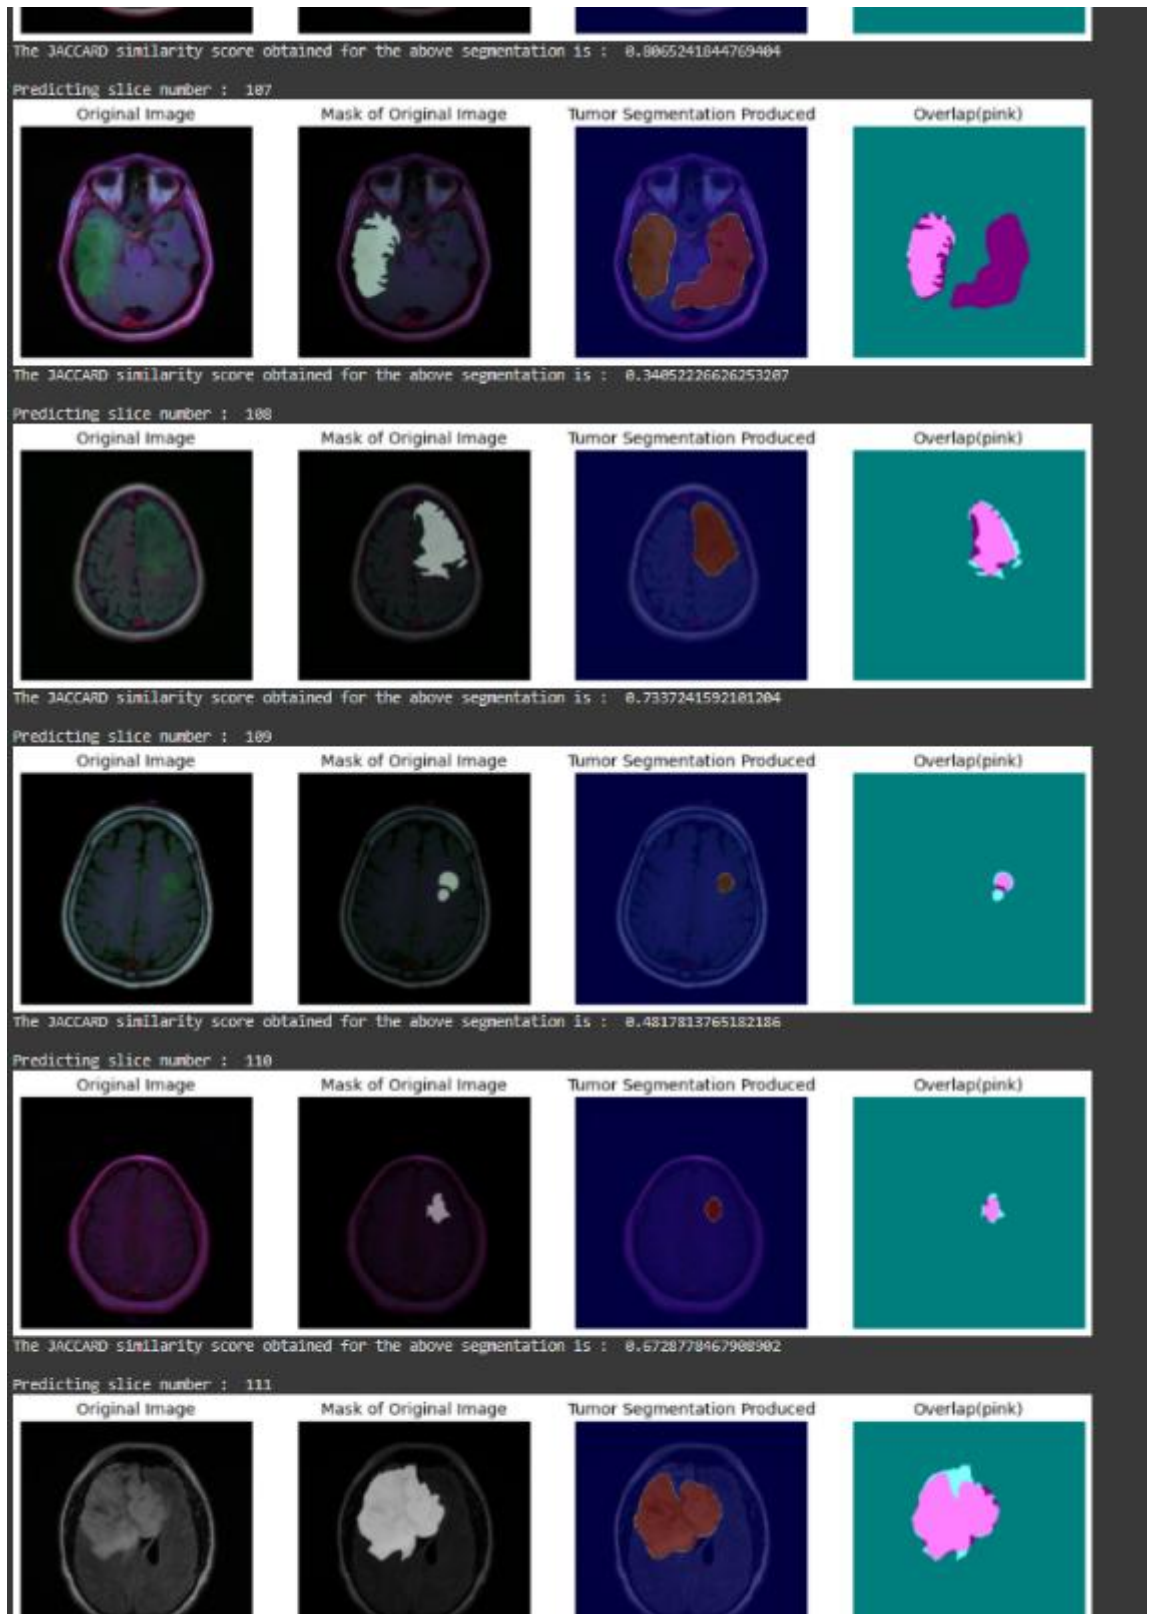 The JACCARD similarity score obtained for the above segmentation is : 0.8065241844769404
Predicting slice number : 107
Original Image Mask of Original Image Tumor Segmentation Produced Overlap(pink)
The JACCARD similarity score obtained for the above segmentation is : 0.34052226626253207
Predicting slice number : 108
Original Image Mask of Original Image Tumor Segmentation Produced Overlap(pink)
The JACCARD similarity score obtained for the above segmentation is : 0.7337241592101204
Predicting slice number : 109
Original Image Mask of Original Image Tumor Segmentation Produced Overlap(pink)
The JACCARD similarity score obtained for the above segmentation is : 0.4817813765182186
Predicting slice number : 110
Original Image Mask of Original Image Tumor Segmentation Produced Overlap(pink)
The JACCARD similarity score obtained for the above segmentation is : 0.6728778467908902
Predicting slice number : 111
Original Image Mask of Original Image Tumor Segmentation Produced Overlap(pink)